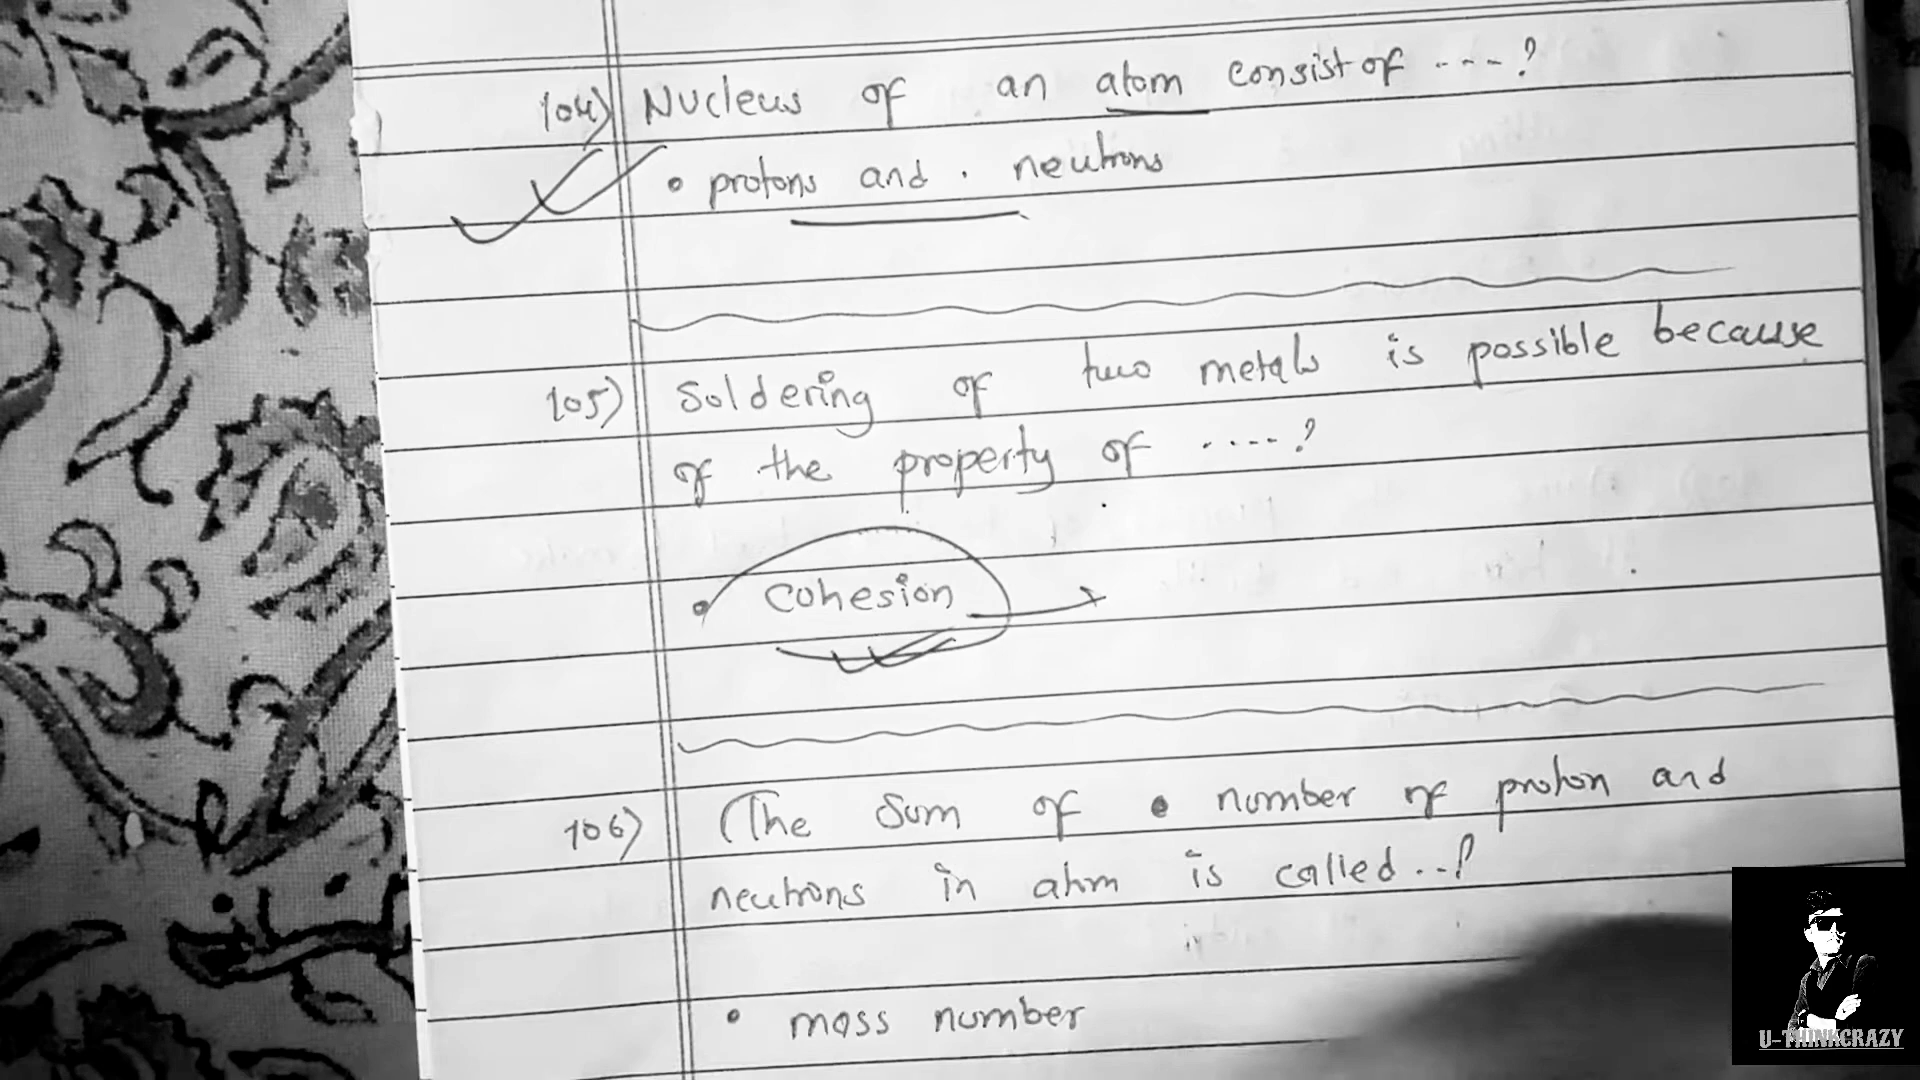 104) Nucleus of an atom consist of ----?
• protons and . neutrons
105) Soldering of two metals is possible because
of the property of ----?
• cohesion
106) The Sum of • number of proton and
neutrons in atom is called..?
• mass number
U-THINKCRAZY